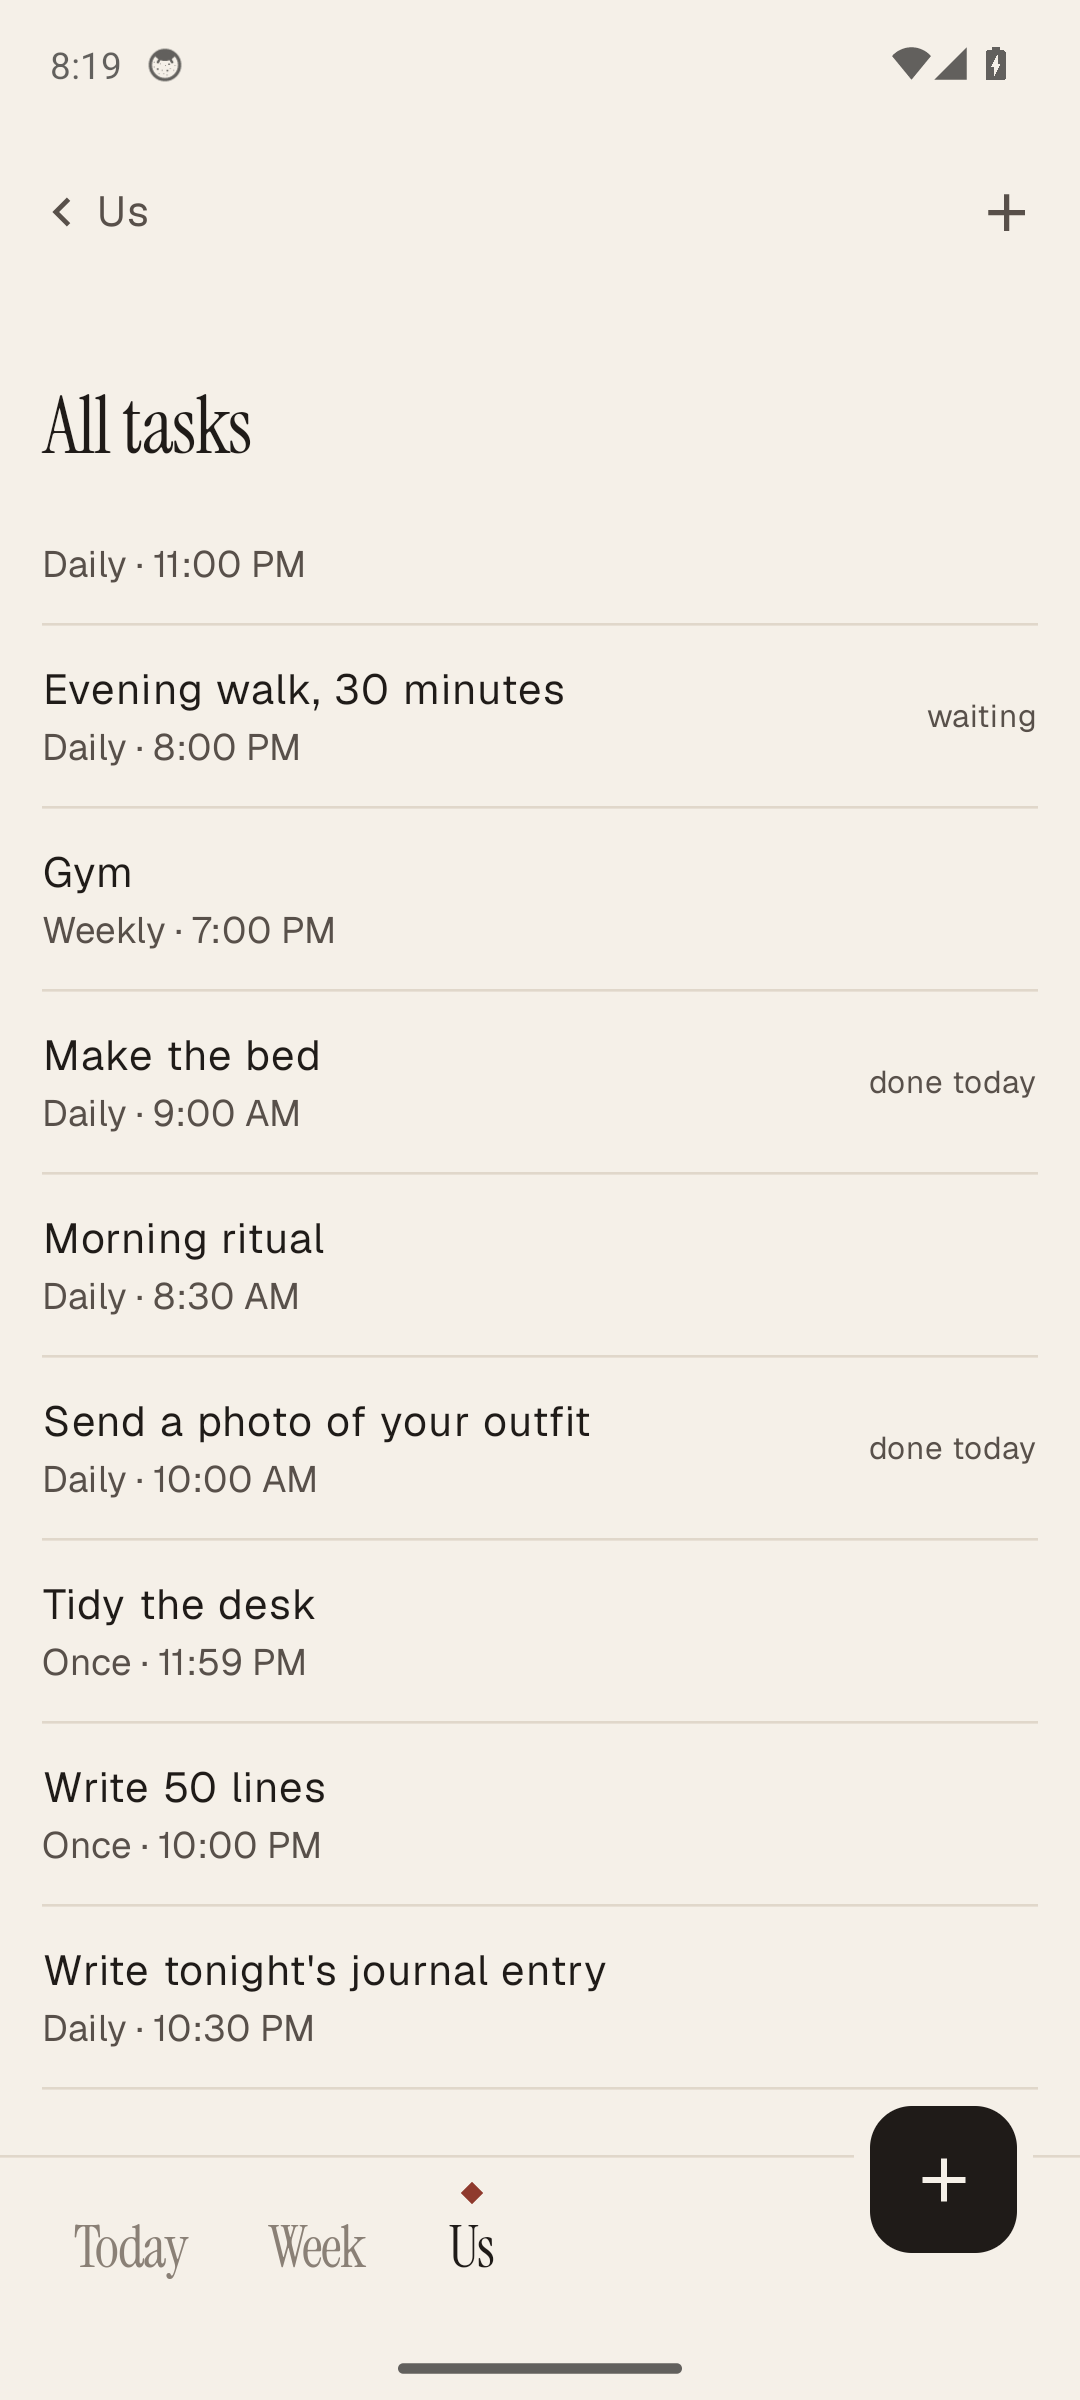 8:19
Us
All tasks
Daily · 11:00 PM
Evening walk, 30 minutes
waiting
Daily · 8:00 PM
Gym
Weekly · 7:00 PM
Make the bed
done today
Daily · 9:00 AM
Morning ritual
Daily · 8:30 AM
Send a photo of your outfit
done today
Daily · 10:00 AM
Tidy the desk
Once · 11:59 PM
Write 50 lines
Once · 10:00 PM
Write tonight's journal entry
Daily · 10:30 PM
Today
Week
Us